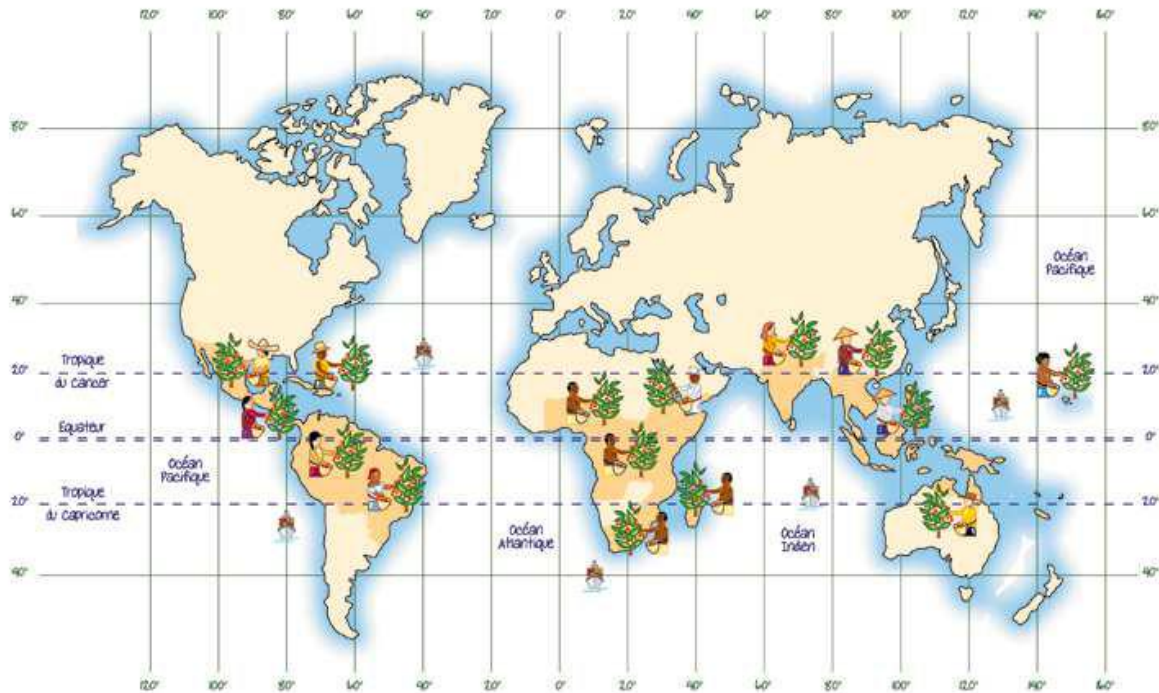 120° 100° 80° 60° 40° 20° 0° 20° 40° 60° 80° 100° 120° 140° 160°
80° 80°
60° 60°
Océan
Pacifique
40° 40°
Tropique
20° 20°
du Cancer
Equateur
0° 0°
Océan
Pacifique
Tropique
20° 20°
du Capricorne
Océan
Atlantique
Océan
Indien
40° 40°
120° 100° 80° 60° 40° 20° 0° 20° 40° 60° 80° 100° 120° 140° 160°